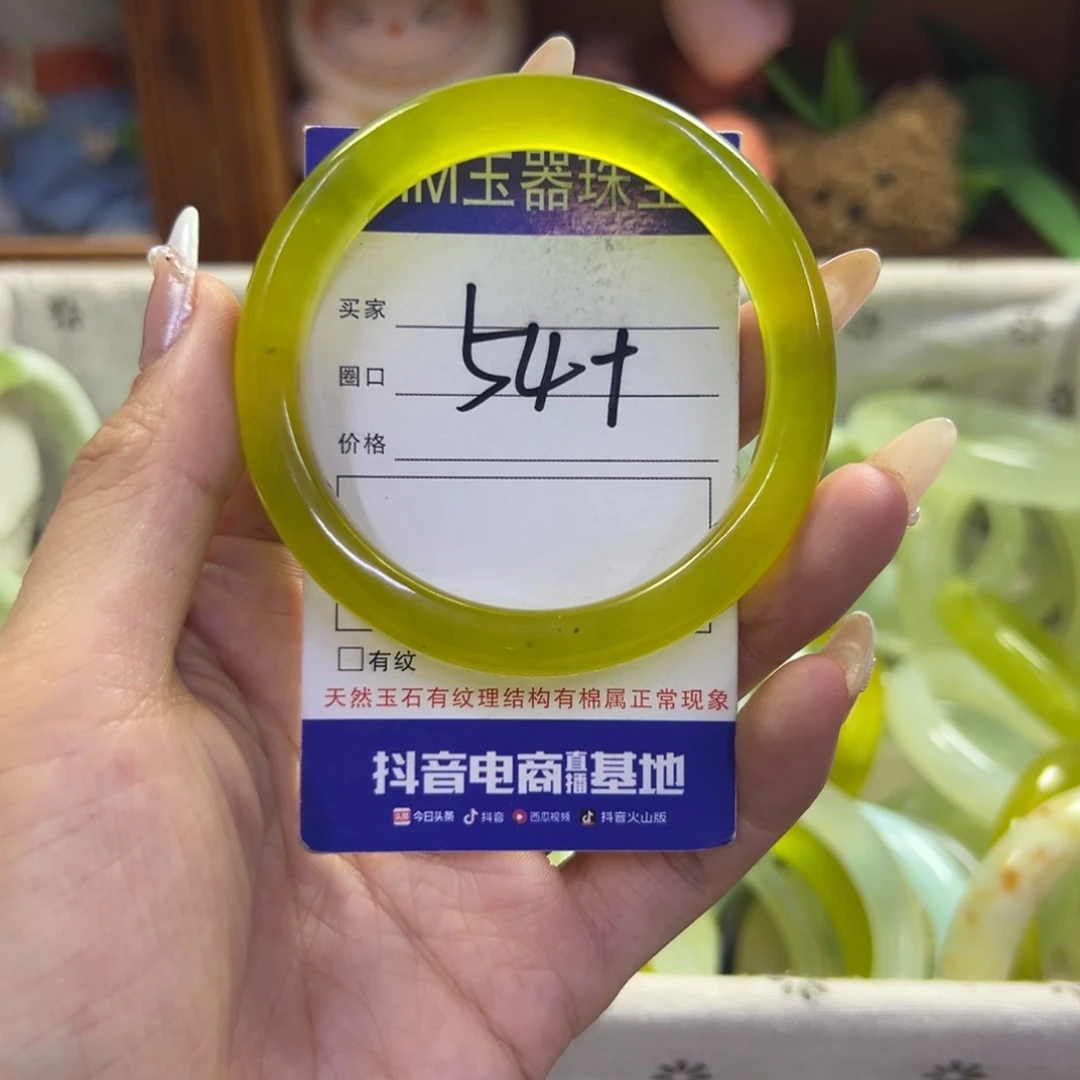 玉器珠宝
买家
圈口 54+
价格
有纹
天然玉石有纹理结构有棉属正常现象
抖音电商直播基地
头条 今日头条 抖音 西瓜视频 抖音火山版